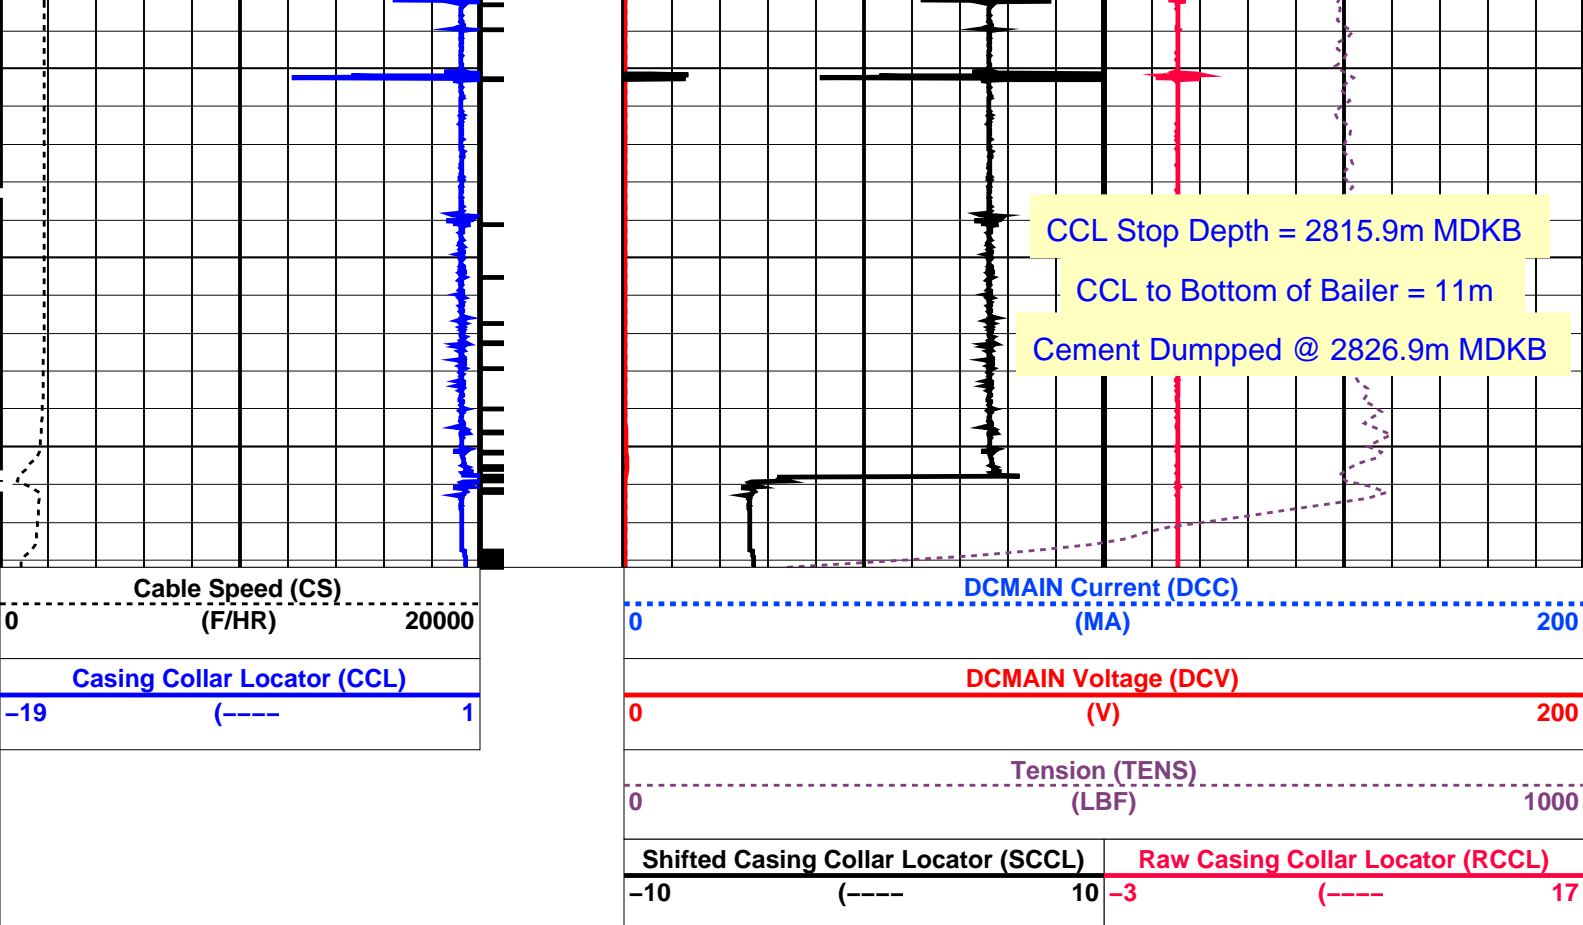 CCL Stop Depth = 2815.9m MDKB
CCL to Bottom of Bailer = 11m
Cement Dumpped @ 2826.9m MDKB
Cable Speed (CS)
0 (F/HR) 20000
Casing Collar Locator (CCL)
−19 (−−−− 1
DCMAIN Current (DCC)
0 (MA) 200
DCMAIN Voltage (DCV)
0 (V) 200
Tension (TENS)
0 (LBF) 1000
Shifted Casing Collar Locator (SCCL)
−10 (−−−− 10
Raw Casing Collar Locator (RCCL)
−3 (−−−− 17